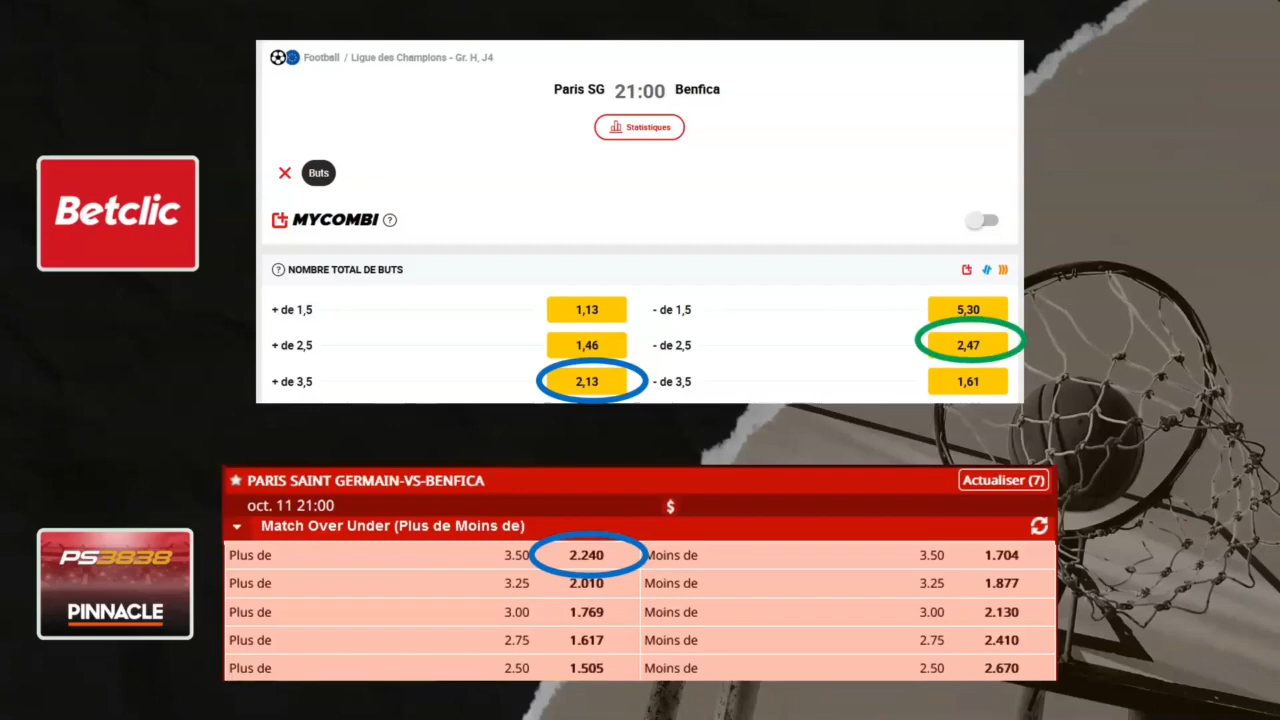 Football / Ligue des Champions - Gr. H, J4
Paris SG 21:00 Benfica
Statistiques
Buts
Betclic
MYCOMBI ?
? NOMBRE TOTAL DE BUTS
+ de 1,5 1,13 - de 1,5 5,30
+ de 2,5 1,46 - de 2,5 2,47
+ de 3,5 2,13 - de 3,5 1,61
PARIS SAINT GERMAIN-VS-BENFICA Actualiser (7)
oct. 11 21:00 $
Match Over Under (Plus de Moins de)
PS3838
PINNACLE
Plus de 3.50 2.240 Moins de 3.50 1.704
Plus de 3.25 2.010 Moins de 3.25 1.877
Plus de 3.00 1.769 Moins de 3.00 2.130
Plus de 2.75 1.617 Moins de 2.75 2.410
Plus de 2.50 1.505 Moins de 2.50 2.670